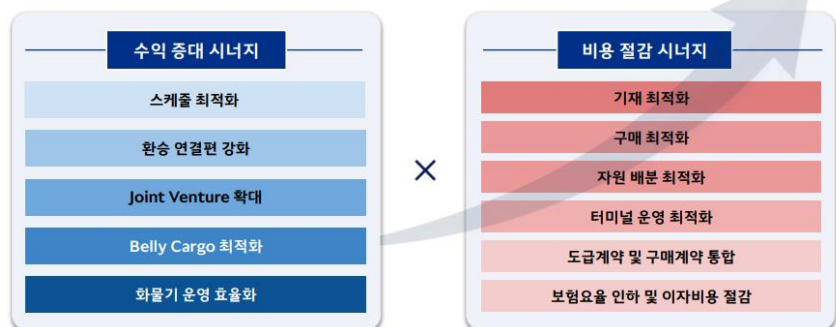 수익 증대 시너지
스케줄 최적화
환승 연결편 강화
Joint Venture 확대
Belly Cargo 최적화
화물기 운영 효율화
×
비용 절감 시너지
기재 최적화
구매 최적화
자원 배분 최적화
터미널 운영 최적화
도급계약 및 구매계약 통합
보험요율 인하 및 이자비용 절감